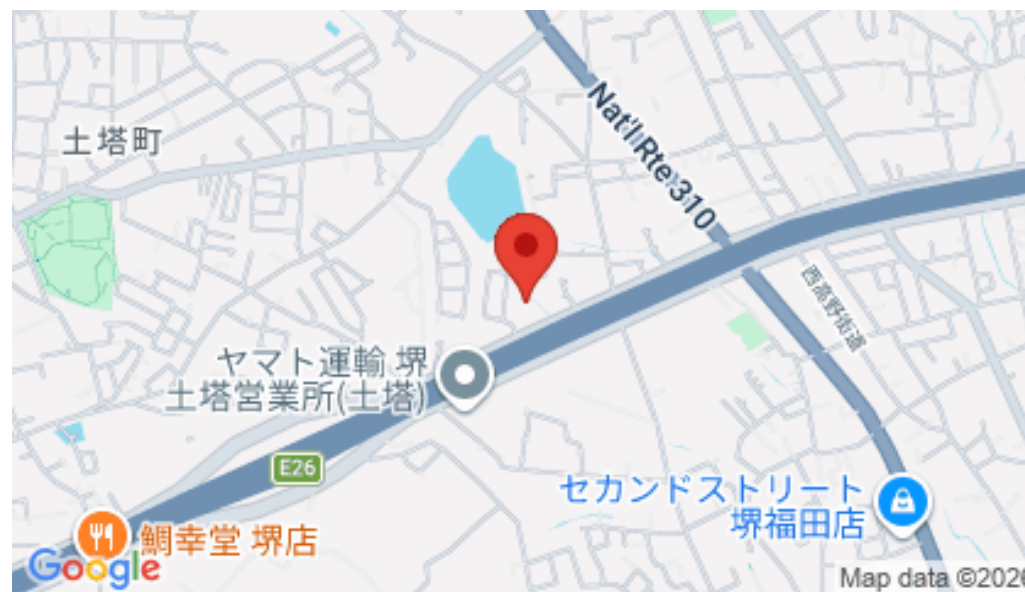 土塔町
Nat'l Rte 310
西高野街道
ヤマト運輸 堺
土塔営業所(土塔)
E26
セカンドストリート
堺福田店
鯛幸堂 堺店
Google
Map data ©2026